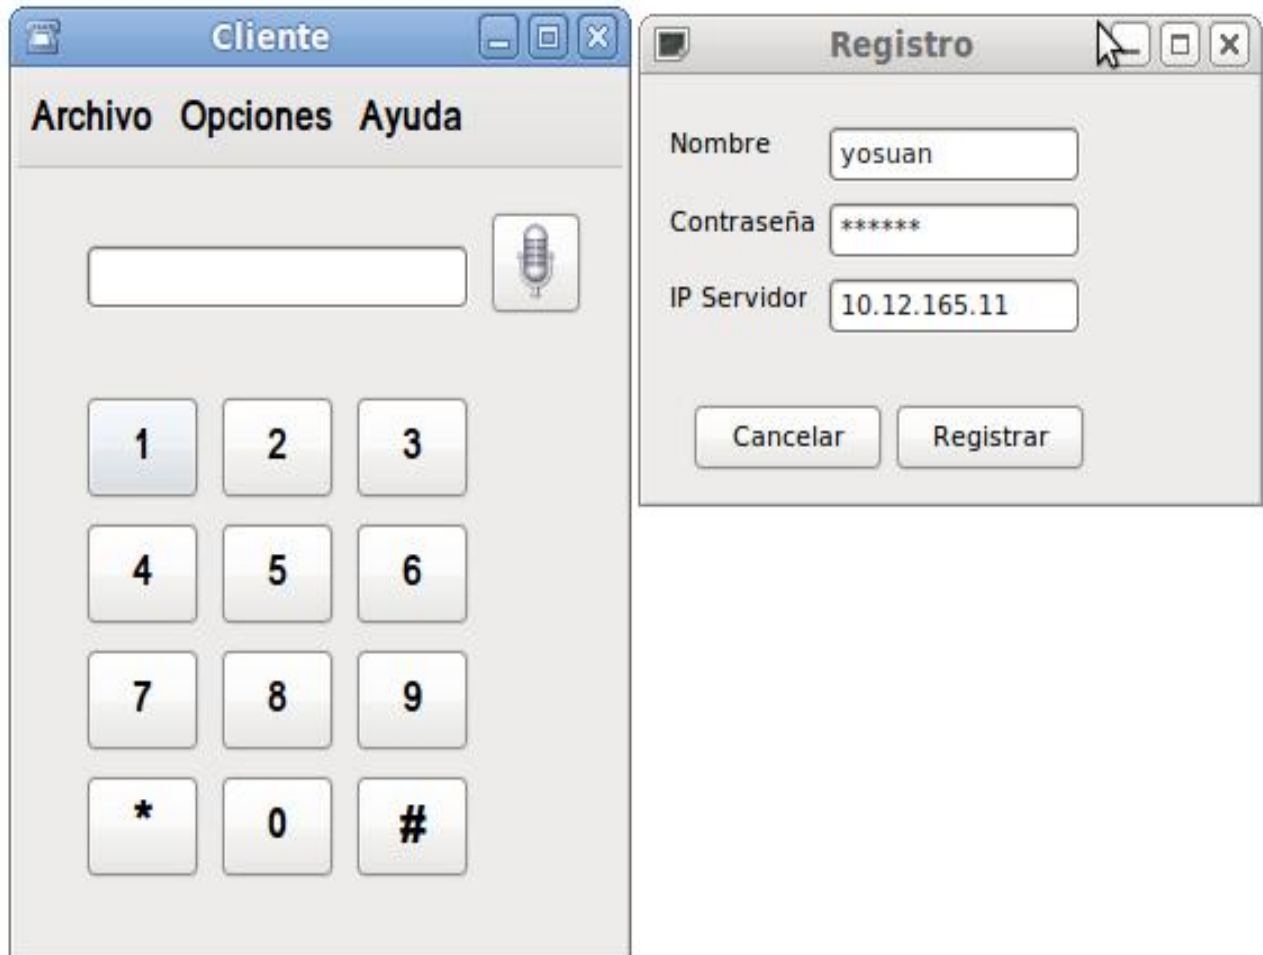 Cliente
Archivo Opciones Ayuda
1 2 3
4 5 6
7 8 9
* 0 #
Registro
Nombre yosuan
Contraseña ******
IP Servidor 10.12.165.11
Cancelar Registrar